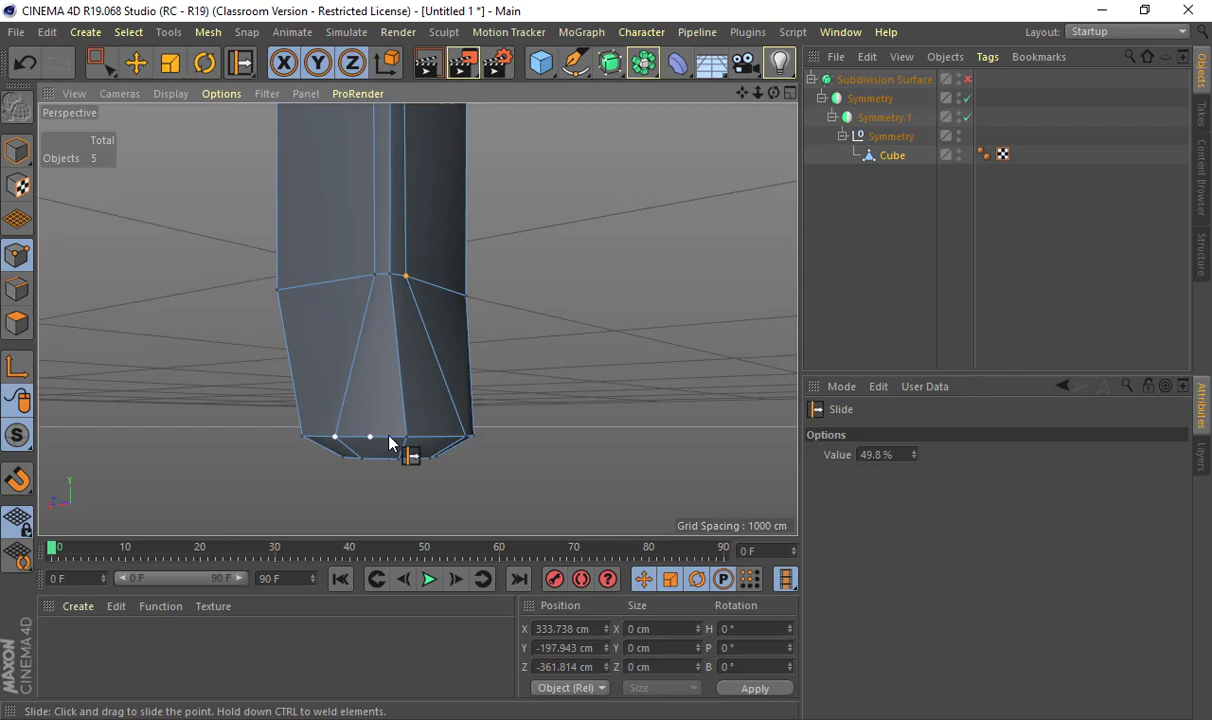 CINEMA 4D R19.068 Studio (RC - R19) (Classroom Version - Restricted License) - [Untitled 1 *] - Main
File Edit Create Select Tools Mesh Snap Animate Simulate Render Sculpt Motion Tracker MoGraph Character Pipeline Plugins Script Window Help Layout: Startup
File Edit View Objects Tags Bookmarks
View Cameras Display Options Filter Panel ProRender
Perspective
Total
Objects 5
Subdivision Surface
Symmetry
Symmetry.1
Symmetry
Cube
Objects
Takes
Content Browser
Structure
Mode Edit User Data
Slide
Options
Value 49.8 %
Attributes
Layers
Y
Z
Grid Spacing : 1000 cm
0 10 20 30 40 50 60 70 80 90 0 F
0 F 0 F 90 F 90 F
Create Edit Function Texture
Position Size Rotation
X 333.738 cm X 0 cm H 0 °
Y -197.943 cm Y 0 cm P 0 °
Z -361.814 cm Z 0 cm B 0 °
Object (Rel) Size Apply
MAXON
CINEMA 4D
Slide: Click and drag to slide the point. Hold down CTRL to weld elements.